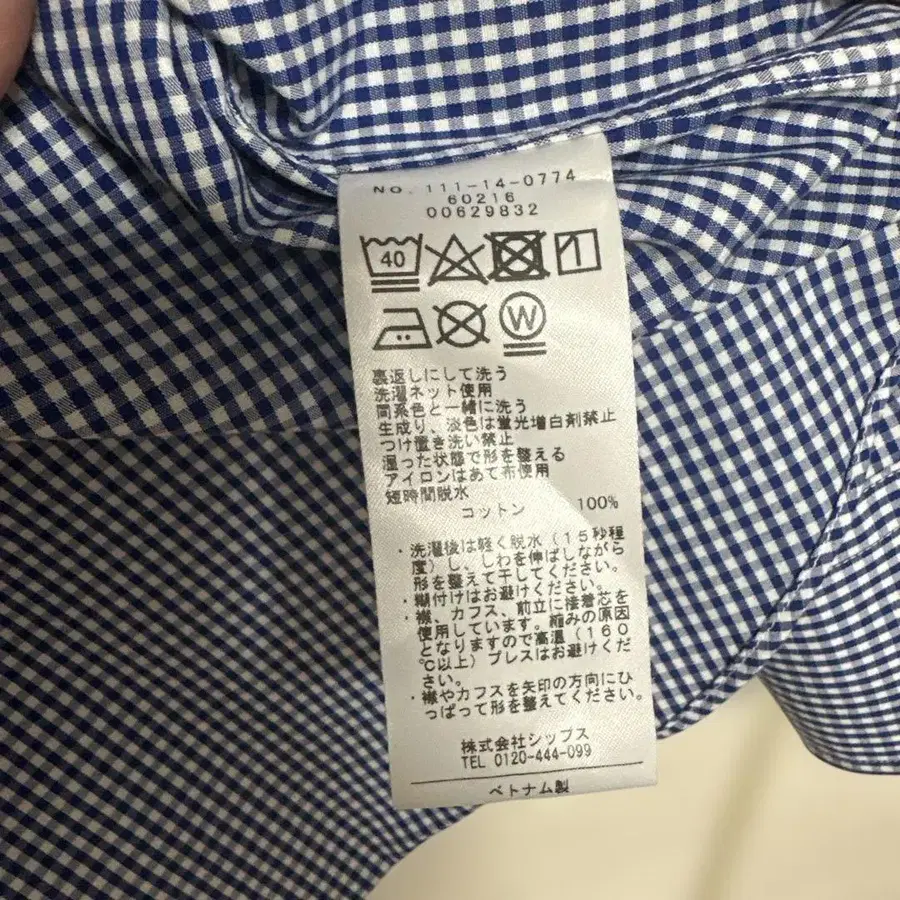 No. 111-14-0774
60216
00629832
40
W
裏返しにして洗う
洗濯ネット使用
同系色と一緒に洗う
生成り、淡色は蛍光増白剤禁止
つけ置き洗い禁止
湿った状態で形を整える
アイロンはあて布使用
短時間脱水
コットン 100%
・洗濯後は軽く脱水(15秒程
度)し、しわを伸ばしながら
形を整えて干してください。
・糊付けはお避けください。
・襟、カフス、前立に接着芯を
使用しています。縮みの原因
となりますので高温(160
℃以上)プレスはお避けくだ
さい。
・襟やカフスを矢印の方向にひ
っぱって形を整えてください。
株式会社シップス
TEL 0120-444-099
ベトナム製